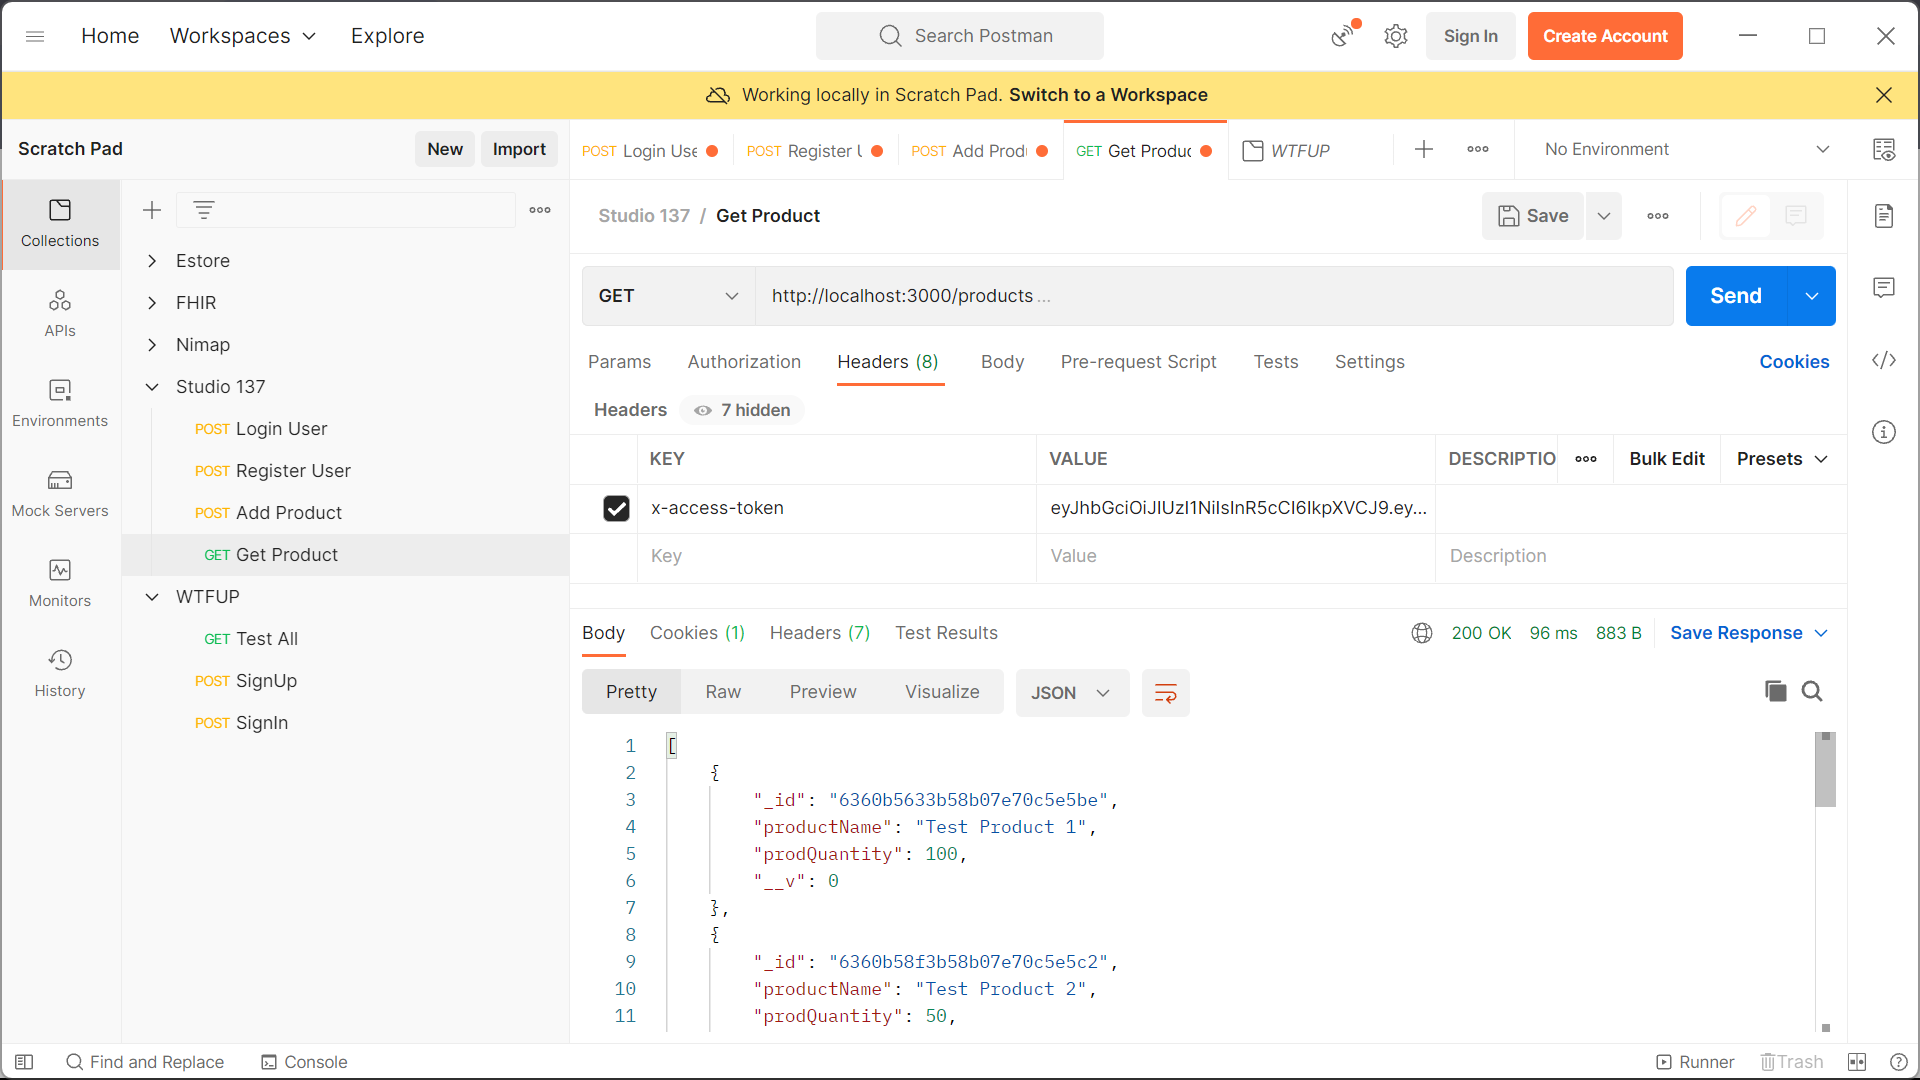 Home Workspaces Explore Search Postman Sign In Create Account
Working locally in Scratch Pad. Switch to a Workspace
Scratch Pad New Import POST Login Use POST Register U POST Add Prod GET Get Produc WTFUP No Environment
Collections
APIs
Environments
Mock Servers
Monitors
History
Estore
FHIR
Nimap
Studio 137
POST Login User
POST Register User
POST Add Product
GET Get Product
WTFUP
GET Test All
POST SignUp
POST SignIn
Studio 137 / Get Product Save
GET http://localhost:3000/products ... Send
Params Authorization Headers (8) Body Pre-request Script Tests Settings Cookies
Headers 7 hidden
KEY VALUE DESCRIPTIO Bulk Edit Presets
x-access-token eyJhbGciOiJIUzI1NiIsInR5cCI6IkpXVCJ9.ey...
Key Value Description
Body Cookies (1) Headers (7) Test Results 200 OK 96 ms 883 B Save Response
Pretty Raw Preview Visualize JSON
1 [
2 {
3 "_id": "6360b5633b58b07e70c5e5be",
4 "productName": "Test Product 1",
5 "prodQuantity": 100,
6 "__v": 0
7 },
8 {
9 "_id": "6360b58f3b58b07e70c5e5c2",
10 "productName": "Test Product 2",
11 "prodQuantity": 50,
Find and Replace Console Runner Trash